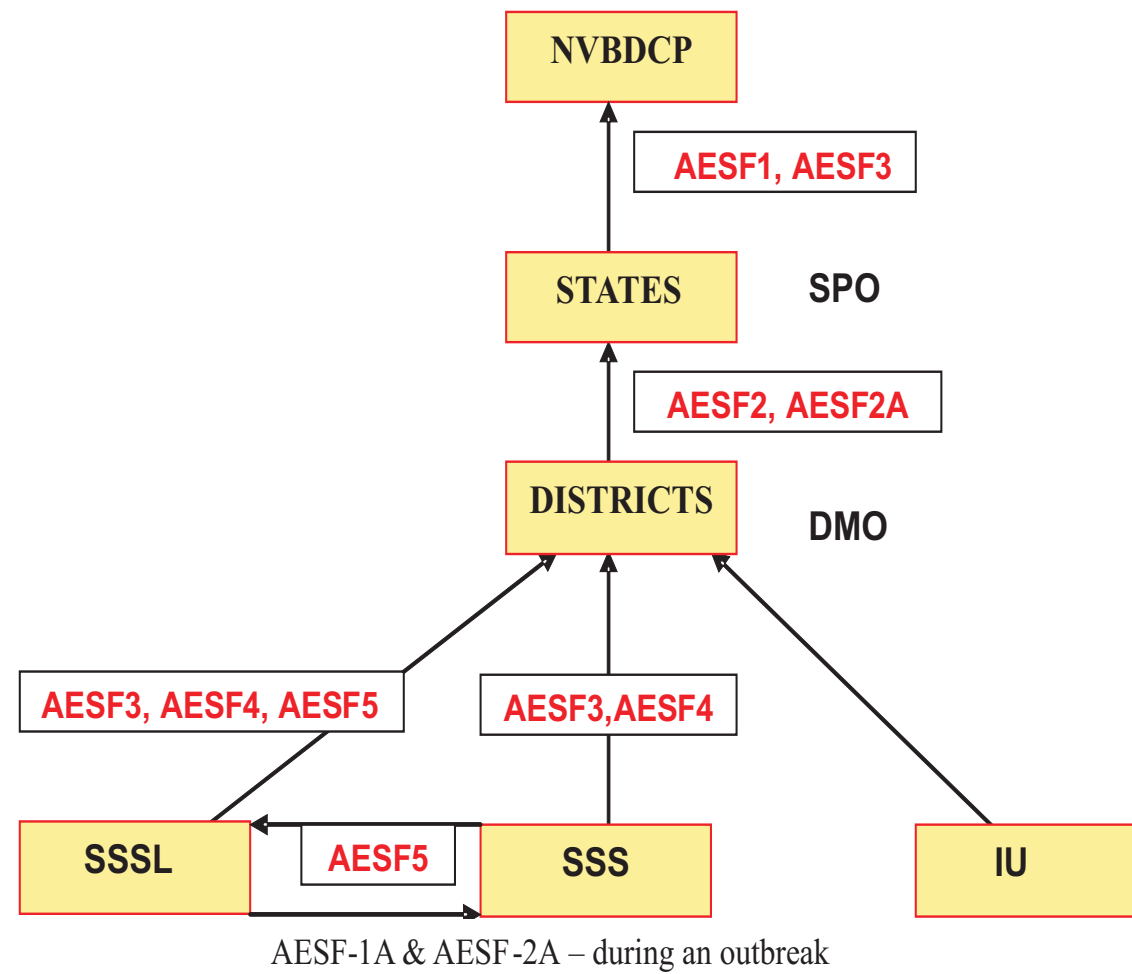 NVBDCP
AESF1, AESF3
STATES
SPO
AESF2, AESF2A
DISTRICTS
DMO
AESF3, AESF4, AESF5
AESF3,AESF4
SSSL
AESF5
SSS
IU
AESF-1A & AESF-2A – during an outbreak